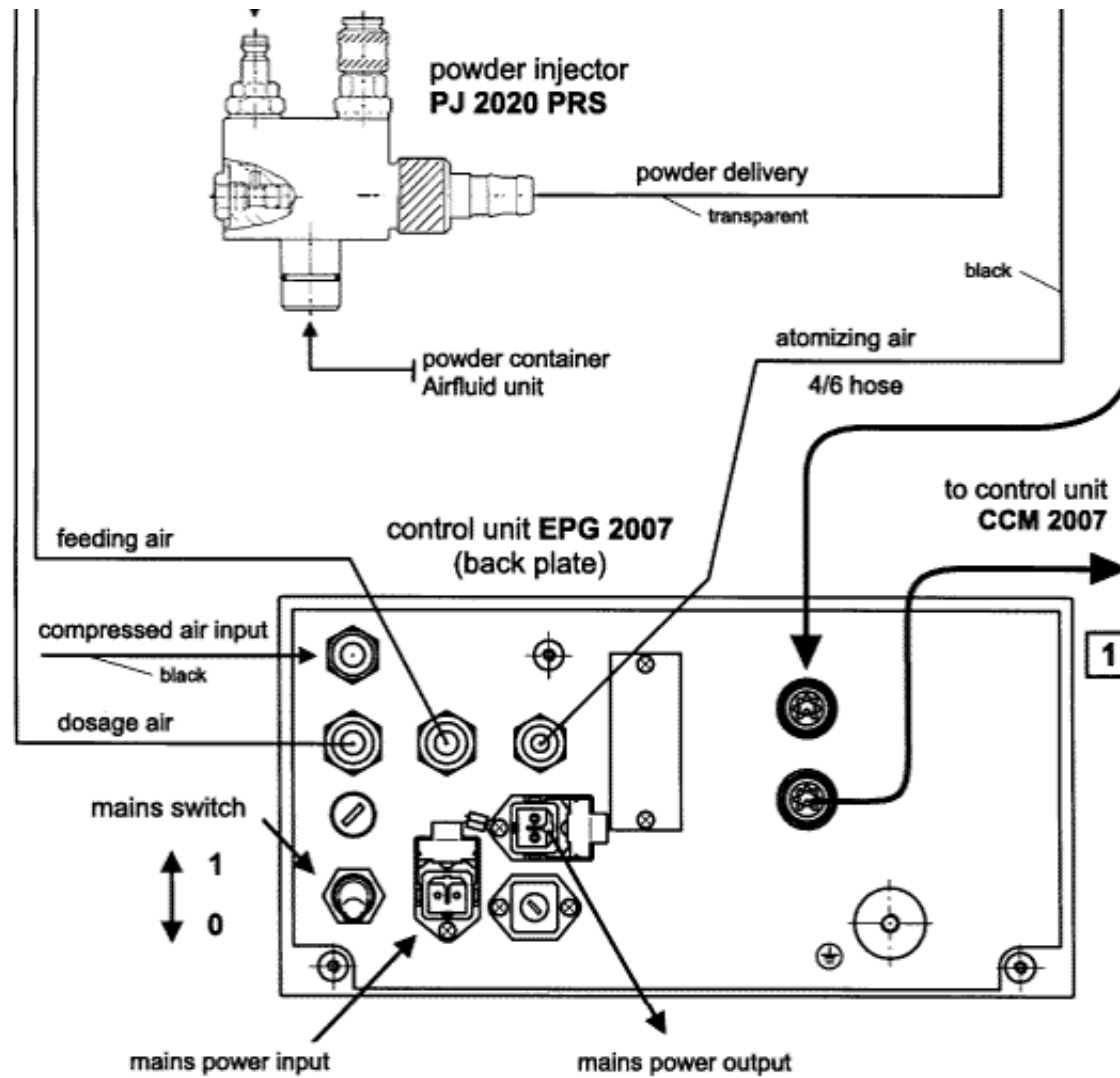 powder injector
PJ 2020 PRS
powder delivery
transparent
black
atomizing air
4/6 hose
powder container
Airfluid unit
to control unit
CCM 2007
control unit EPG 2007
(back plate)
feeding air
compressed air input
black
1
dosage air
mains switch
1
0
mains power input
mains power output